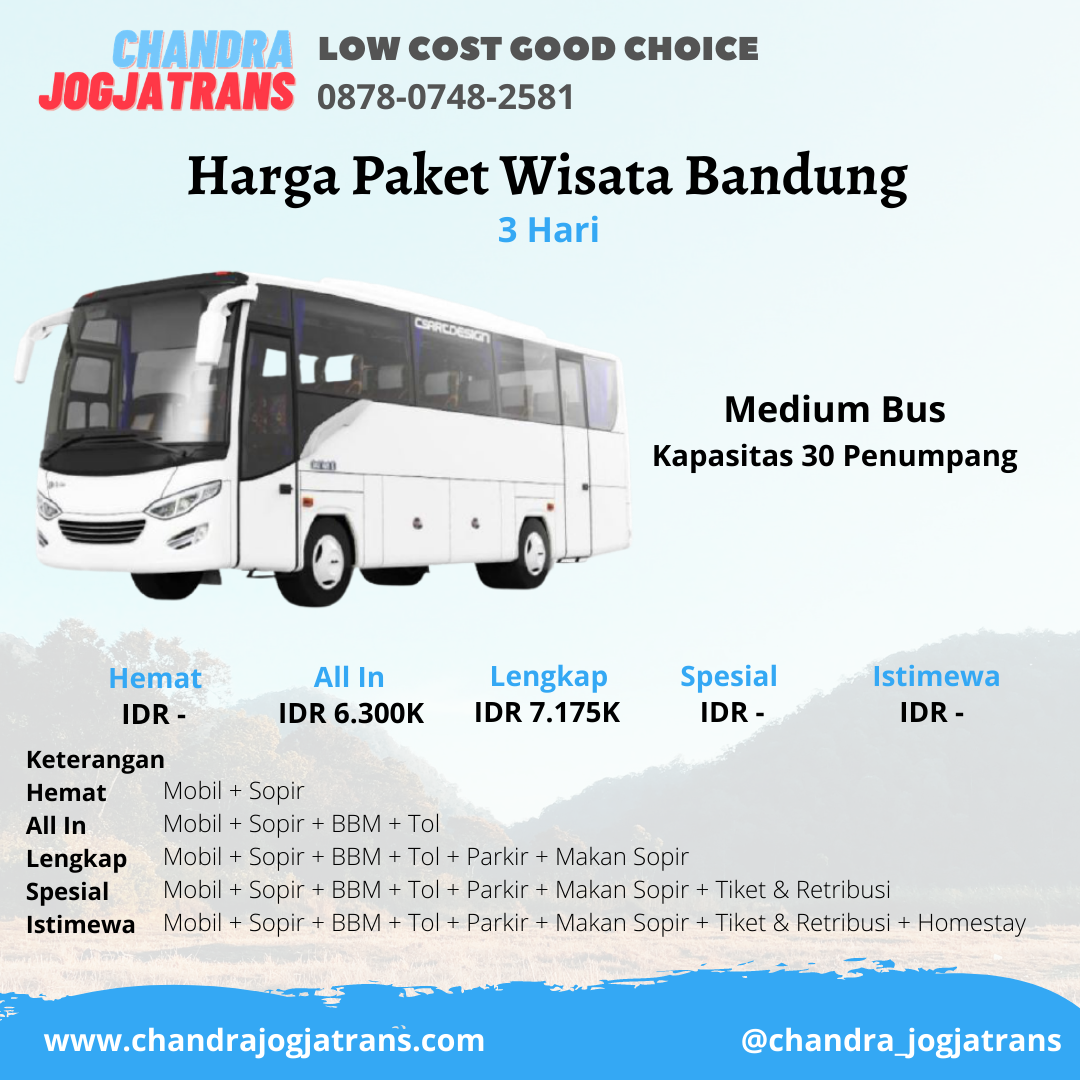 CHANDRA
JOGJATRANS
LOW COST GOOD CHOICE
0878-0748-2581
Harga Paket Wisata Bandung
3 Hari
CSARTDESIGN
Medium Bus
Kapasitas 30 Penumpang
Hemat All In Lengkap Spesial Istimewa
IDR - IDR 6.300K IDR 7.175K IDR - IDR -
Keterangan
Hemat Mobil + Sopir
All In Mobil + Sopir + BBM + Tol
Lengkap Mobil + Sopir + BBM + Tol + Parkir + Makan Sopir
Spesial Mobil + Sopir + BBM + Tol + Parkir + Makan Sopir + Tiket & Retribusi
Istimewa Mobil + Sopir + BBM + Tol + Parkir + Makan Sopir + Tiket & Retribusi + Homestay
www.chandrajogjatrans.com
@chandra_jogjatrans